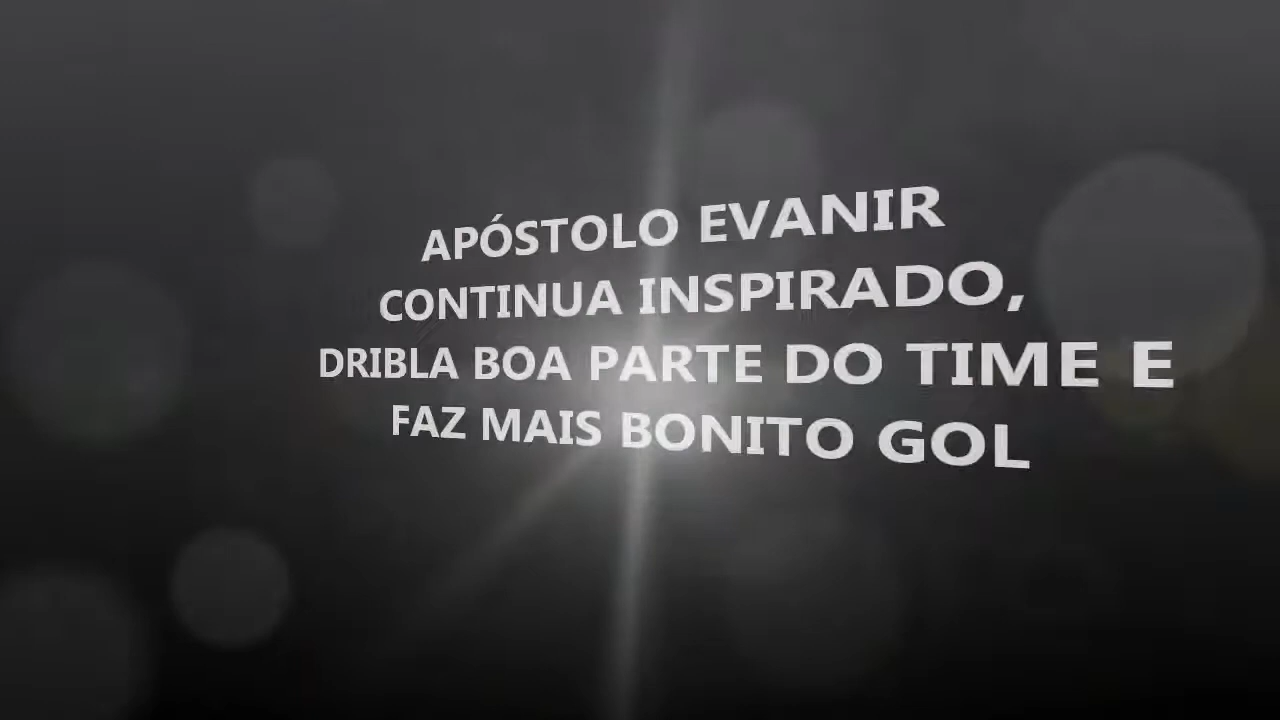 APÓSTOLO EVANIR
CONTINUA INSPIRADO,
DRIBLA BOA PARTE DO TIME E
FAZ MAIS BONITO GOL